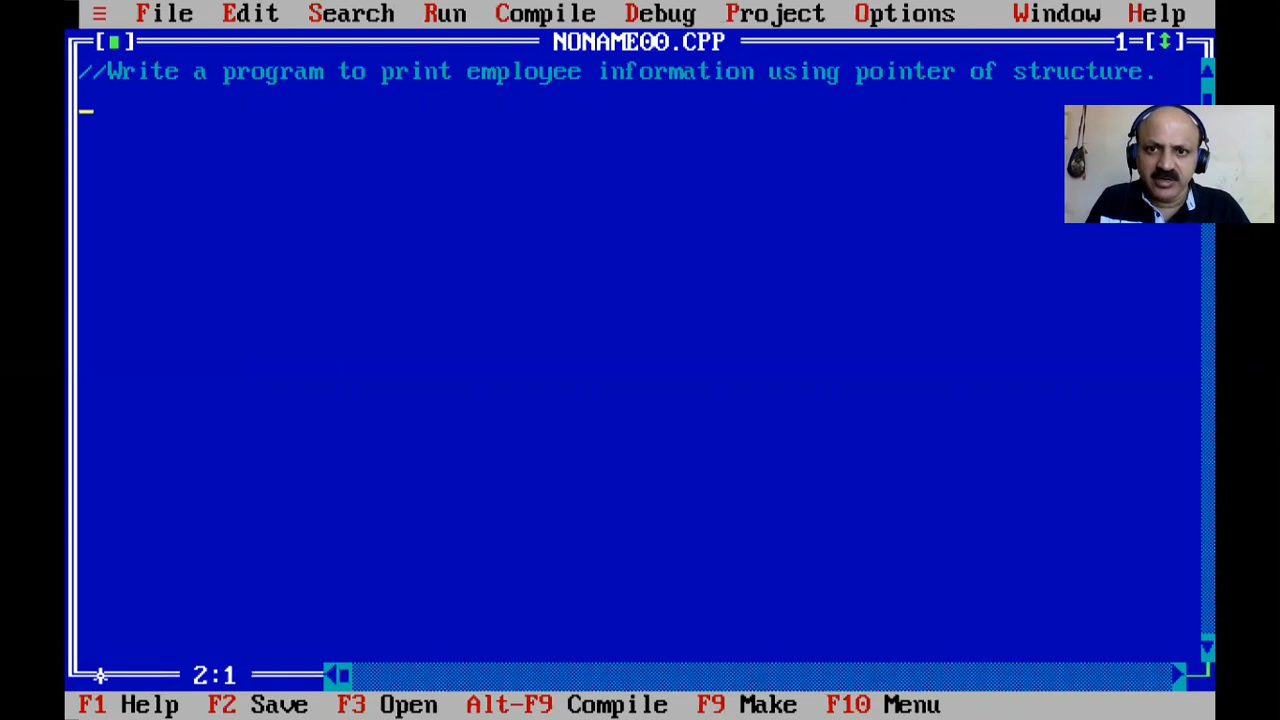 ≡ File Edit Search Run Compile Debug Project Options Window Help
[■] NONAME00.CPP 1=[↕]
//Write a program to print employee information using pointer of structure.
2:1
F1 Help F2 Save F3 Open Alt-F9 Compile F9 Make F10 Menu